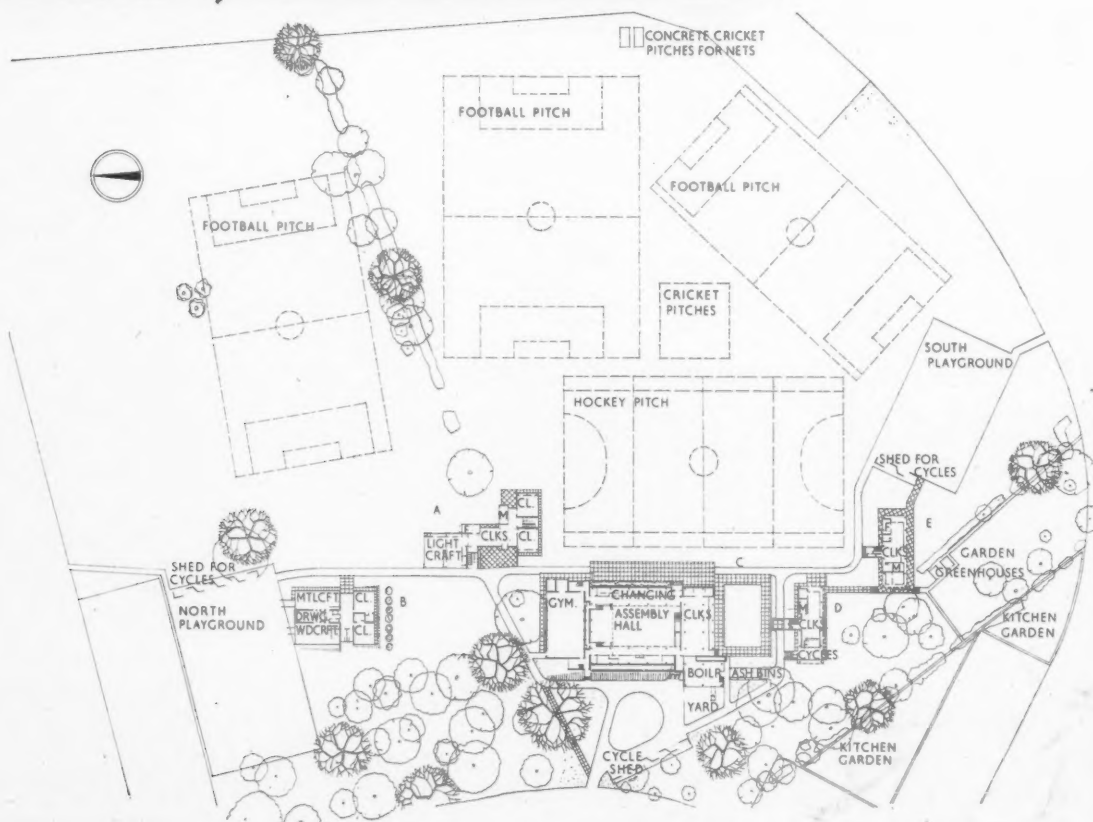 CONCRETE CRICKET
PITCHES FOR NETS
FOOTBALL PITCH
FOOTBALL PITCH
FOOTBALL PITCH
CRICKET
PITCHES
SOUTH
PLAYGROUND
HOCKEY PITCH
SHED FOR
CYCLES
A
CL.
M
CLKS.
CL.
LIGHT
CRAFT
E
CLKS
M
C
SHED FOR
CYCLES
NORTH
PLAYGROUND
MTLCFT
CL
DRWG
WDCRFT
CL
B
GYM.
CHANGING
ASSEMBLY
HALL
CLKS
M
CLKS
D
CYCLES
GARDEN
GREENHOUSES
KITCHEN
GARDEN
BOILR
ASH BINS
YARD
CYCLE
SHED
KITCHEN
GARDEN